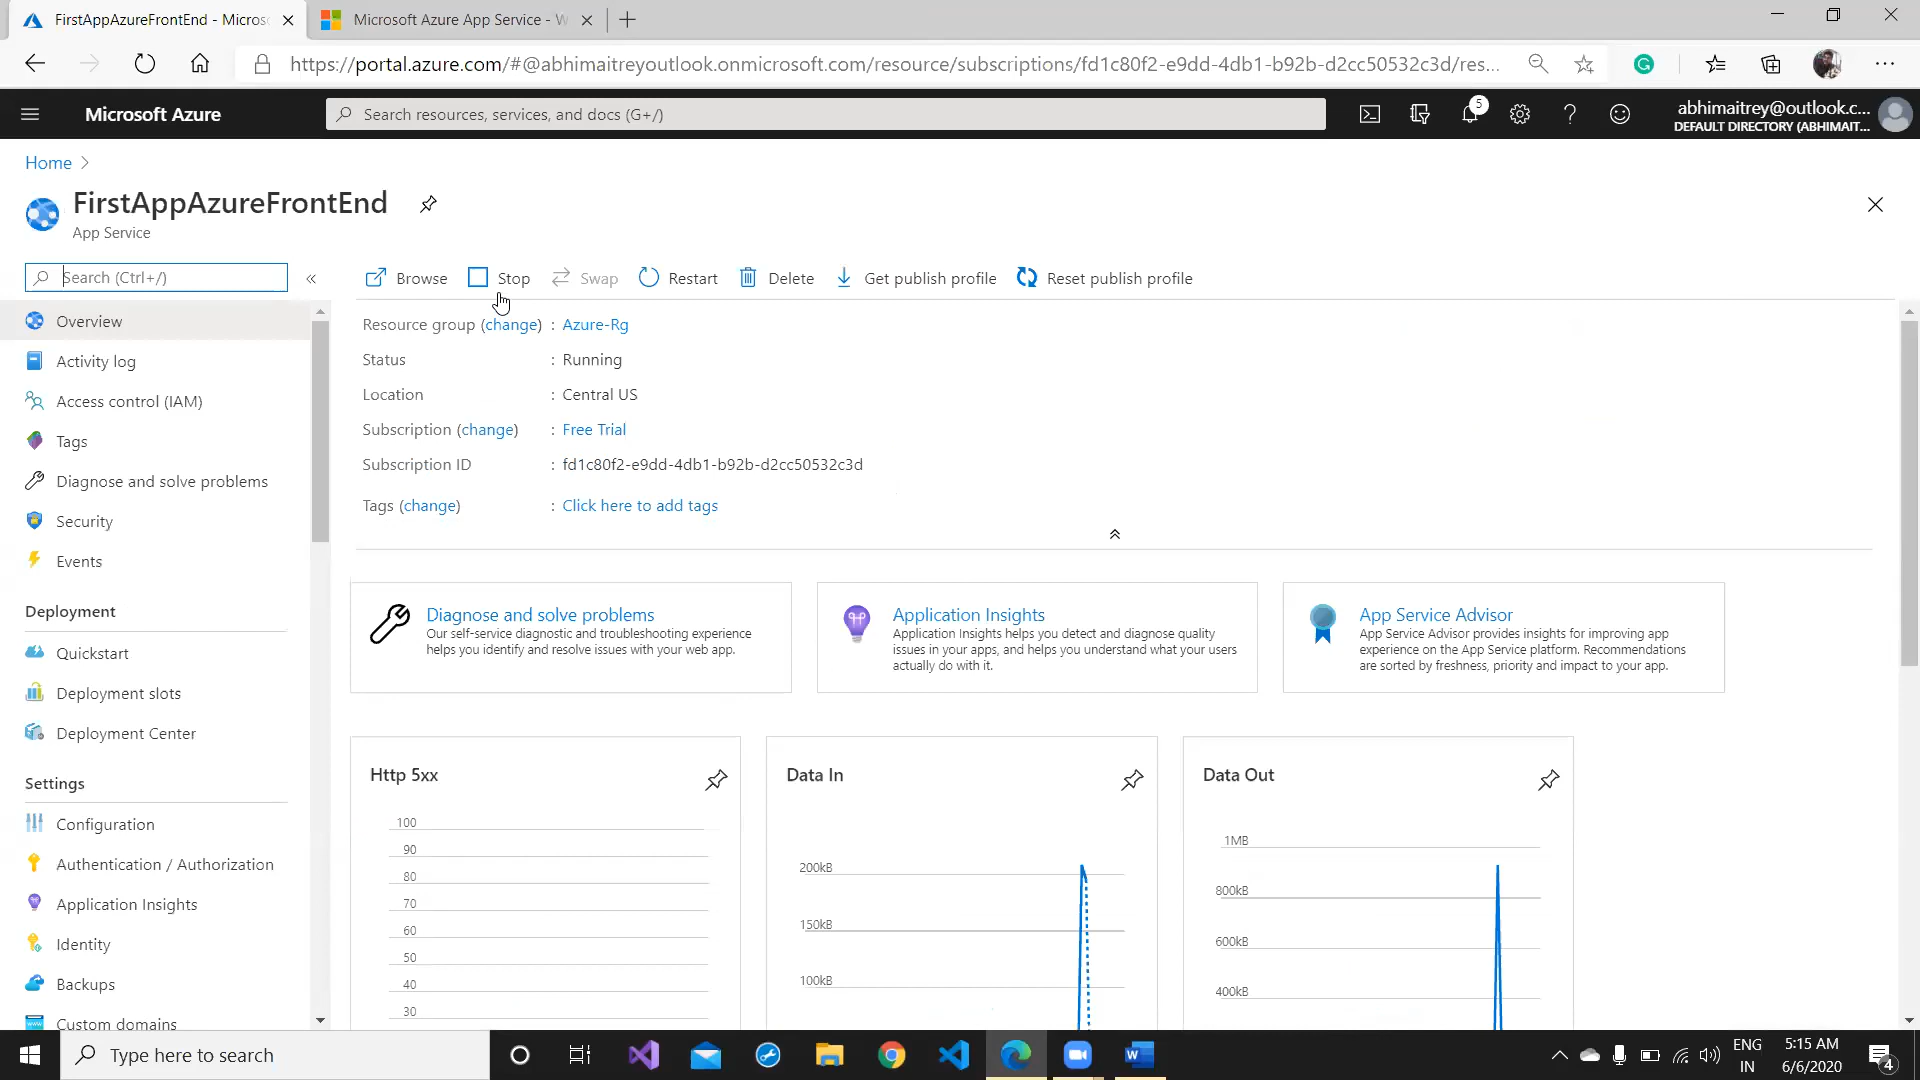 FirstAppAzureFrontEnd - Micros
Microsoft Azure App Service - W
https://portal.azure.com/#@abhimaitreyoutlook.onmicrosoft.com/resource/subscriptions/fd1c80f2-e9dd-4db1-b92b-d2cc50532c3d/res...
Microsoft Azure
Search resources, services, and docs (G+/)
5
abhimaitrey@outlook.c...
DEFAULT DIRECTORY (ABHIMAIT...
Home
FirstAppAzureFrontEnd
App Service
Search (Ctrl+/)
Browse
Stop
Swap
Restart
Delete
Get publish profile
Reset publish profile
Overview
Activity log
Access control (IAM)
Tags
Diagnose and solve problems
Security
Events
Deployment
Quickstart
Deployment slots
Deployment Center
Settings
Configuration
Authentication / Authorization
Application Insights
Identity
Backups
Custom domains
Resource group (change) : Azure-Rg
Status : Running
Location : Central US
Subscription (change) : Free Trial
Subscription ID : fd1c80f2-e9dd-4db1-b92b-d2cc50532c3d
Tags (change) : Click here to add tags
Diagnose and solve problems
Our self-service diagnostic and troubleshooting experience
helps you identify and resolve issues with your web app.
Application Insights
Application Insights helps you detect and diagnose quality
issues in your apps, and helps you understand what your users
actually do with it.
App Service Advisor
App Service Advisor provides insights for improving app
experience on the App Service platform. Recommendations
are sorted by freshness, priority and impact to your app.
Http 5xx
100
90
80
70
60
50
40
30
Data In
200kB
150kB
100kB
Data Out
1MB
800kB
600kB
400kB
Type here to search
ENG
IN
5:15 AM
6/6/2020
4